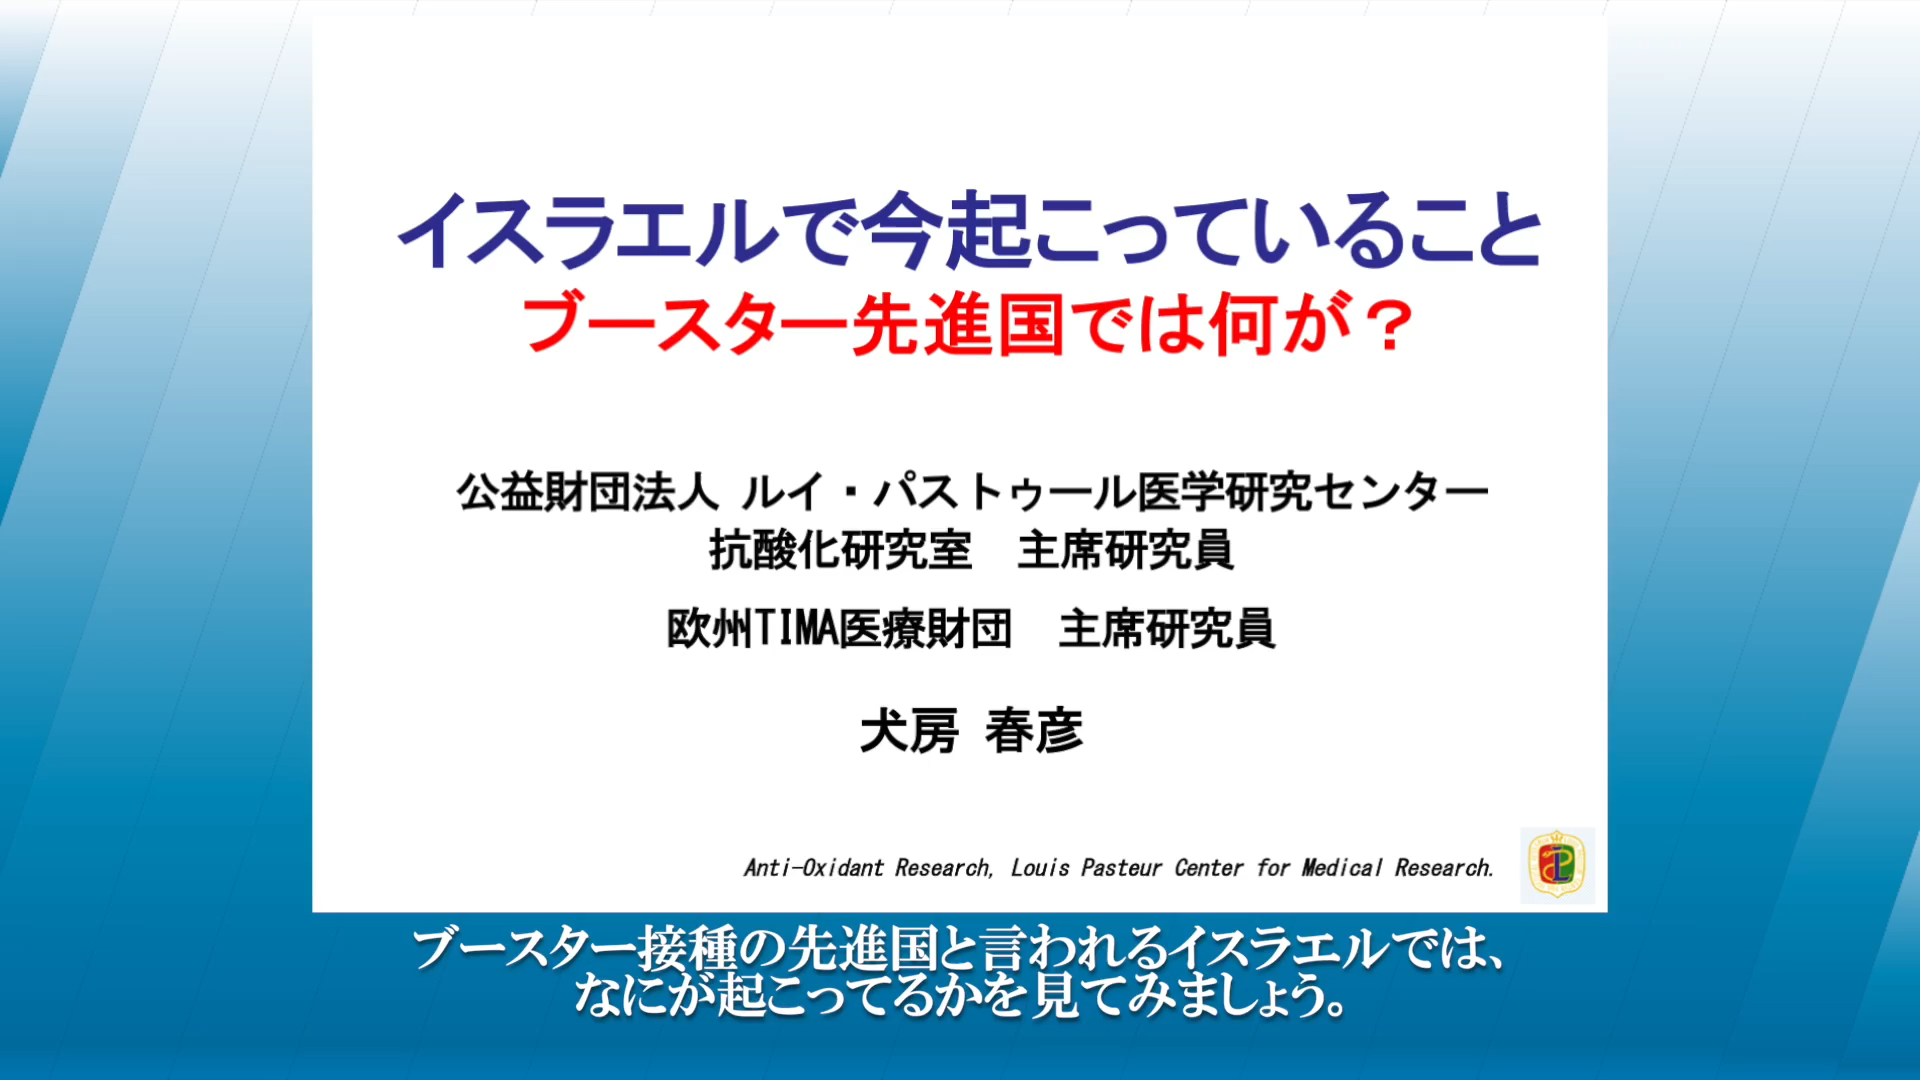 イスラエルで今起こっていること
ブースター先進国では何が？
公益財団法人 ルイ・パストゥール医学研究センター
抗酸化研究室　主席研究員
欧州TIMA医療財団　主席研究員
犬房 春彦
Anti-Oxidant Research, Louis Pasteur Center for Medical Research.
ブースター接種の先進国と言われるイスラエルでは、
なにが起こってるかを見てみましょう。